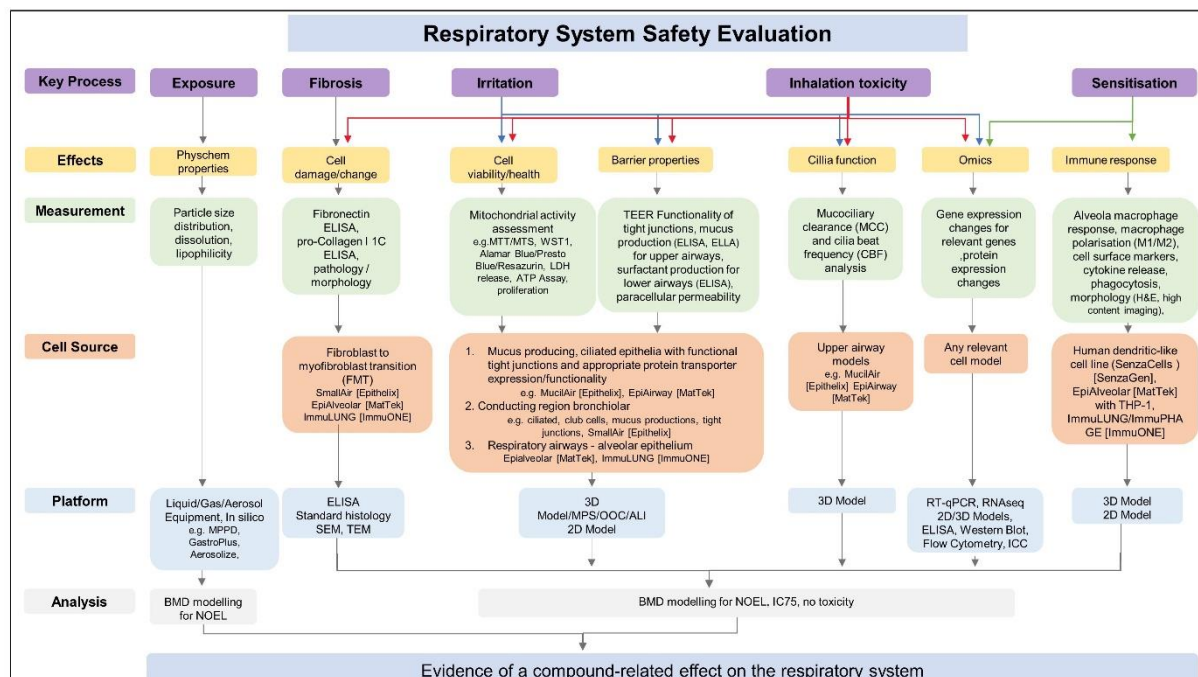 Respiratory System Safety Evaluation
Key Process
Exposure
Fibrosis
Irritation
Inhalation toxicity
Sensitisation
Effects
Physchem
properties
Cell
damage/change
Cell
viability/health
Barrier properties
Cillia function
Omics
Immune response
Measurement
Particle size
distribution,
dissolution,
lipophilicity
Fibronectin
ELISA,
pro-Collagen I 1C
ELISA,
pathology /
morphology
Mitochondrial activity
assessment
e.g.MTT/MTS, WST1,
Alamar Blue/Presto
Blue/Resazurin, LDH
release, ATP Assay,
proliferation
TEER Functionality of
tight junctions, mucus
production (ELISA, ELLA)
for upper airways,
surfactant production for
lower airways (ELISA),
paracellular permeability
Mucociliary
clearance (MCC)
and cilia beat
frequency (CBF)
analysis
Gene expression
changes for
relevant genes
,protein
expression
changes
Alveola macrophage
response, macrophage
polarisation (M1/M2),
cell surface markers,
cytokine release,
phagocytosis,
morphology (H&E, high
content imaging),
Cell Source
Fibroblast to
myofibroblast transition
(FMT)
SmallAir [Epithelix]
EpiAlveolar [MatTek]
ImmuLUNG [ImmuONE]
1. Mucus producing, ciliated epithelia with functional
tight junctions and appropriate protein transporter
expression/functionality
e.g. MucilAir [Epithelix], EpiAirway [MatTek]
2. Conducting region bronchiolar
e.g. ciliated, club cells, mucus productions, tight
junctions, SmallAir [Epithelix]
3. Respiratory airways - alveolar epithelium
Epialveolar [MatTek], ImmuLUNG [ImmuONE]
Upper airway
models
e.g. MucilAir
[Epithelix] EpiAirway
[MatTek]
Any relevant
cell model
Human dendritic-like
cell line (SenzaCells )
[SenzaGen],
EpiAlveolar [MatTek]
with THP-1,
ImmuLUNG/ImmuPHA
GE [ImmuONE]
Platform
Liquid/Gas/Aerosol
Equipment, In silico
e.g. MPPD,
GastroPlus,
Aerosolize,
ELISA
Standard histology
SEM, TEM
3D
Model/MPS/OOC/ALI
2D Model
3D Model
RT-qPCR, RNAseq
2D/3D Models,
ELISA, Western Blot,
Flow Cytometry, ICC
3D Model
2D Model
Analysis
BMD modelling
for NOEL
BMD modelling for NOEL, IC75, no toxicity
Evidence of a compound-related effect on the respiratory system